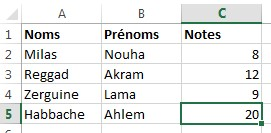 A B C
1 Noms Prénoms Notes
2 Milas Nouha 8
3 Reggad Akram 12
4 Zerguine Lama 9
5 Habbache Ahlem 20